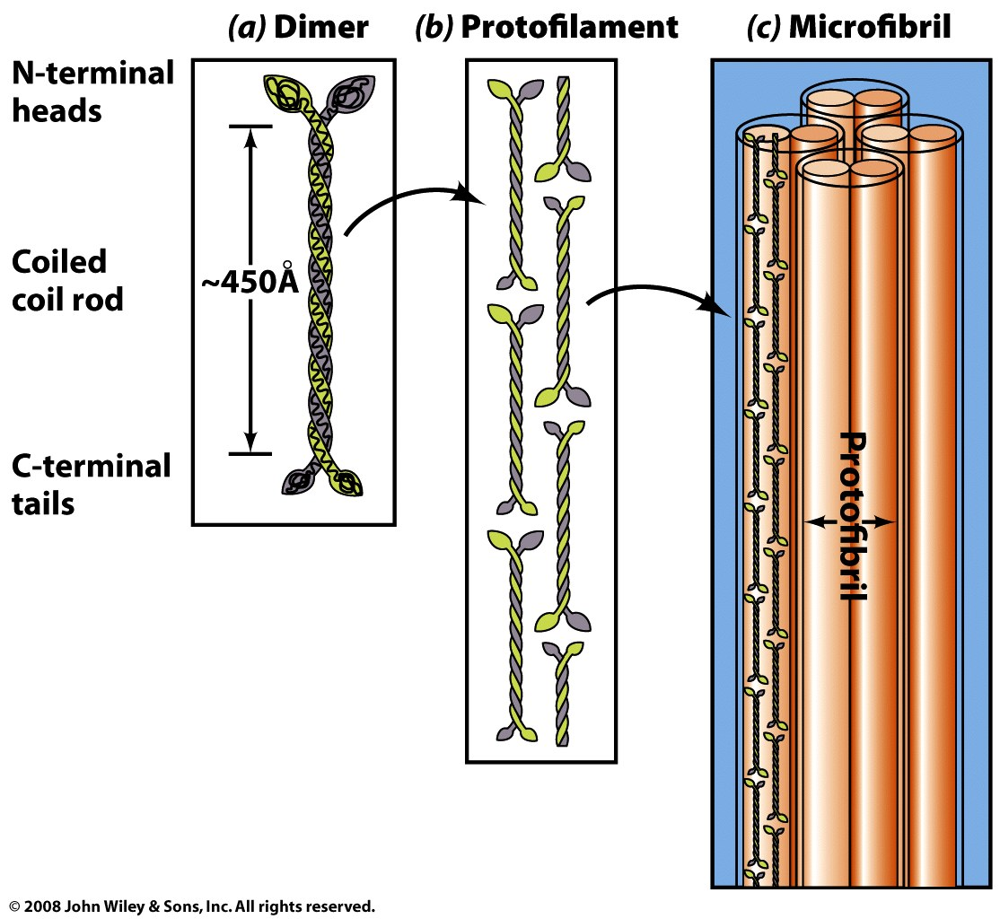 (a) Dimer
(b) Protofilament
(c) Microfibril
N-terminal
heads
~450Å
Coiled
coil rod
C-terminal
tails
Protofibril
© 2008 John Wiley & Sons, Inc. All rights reserved.